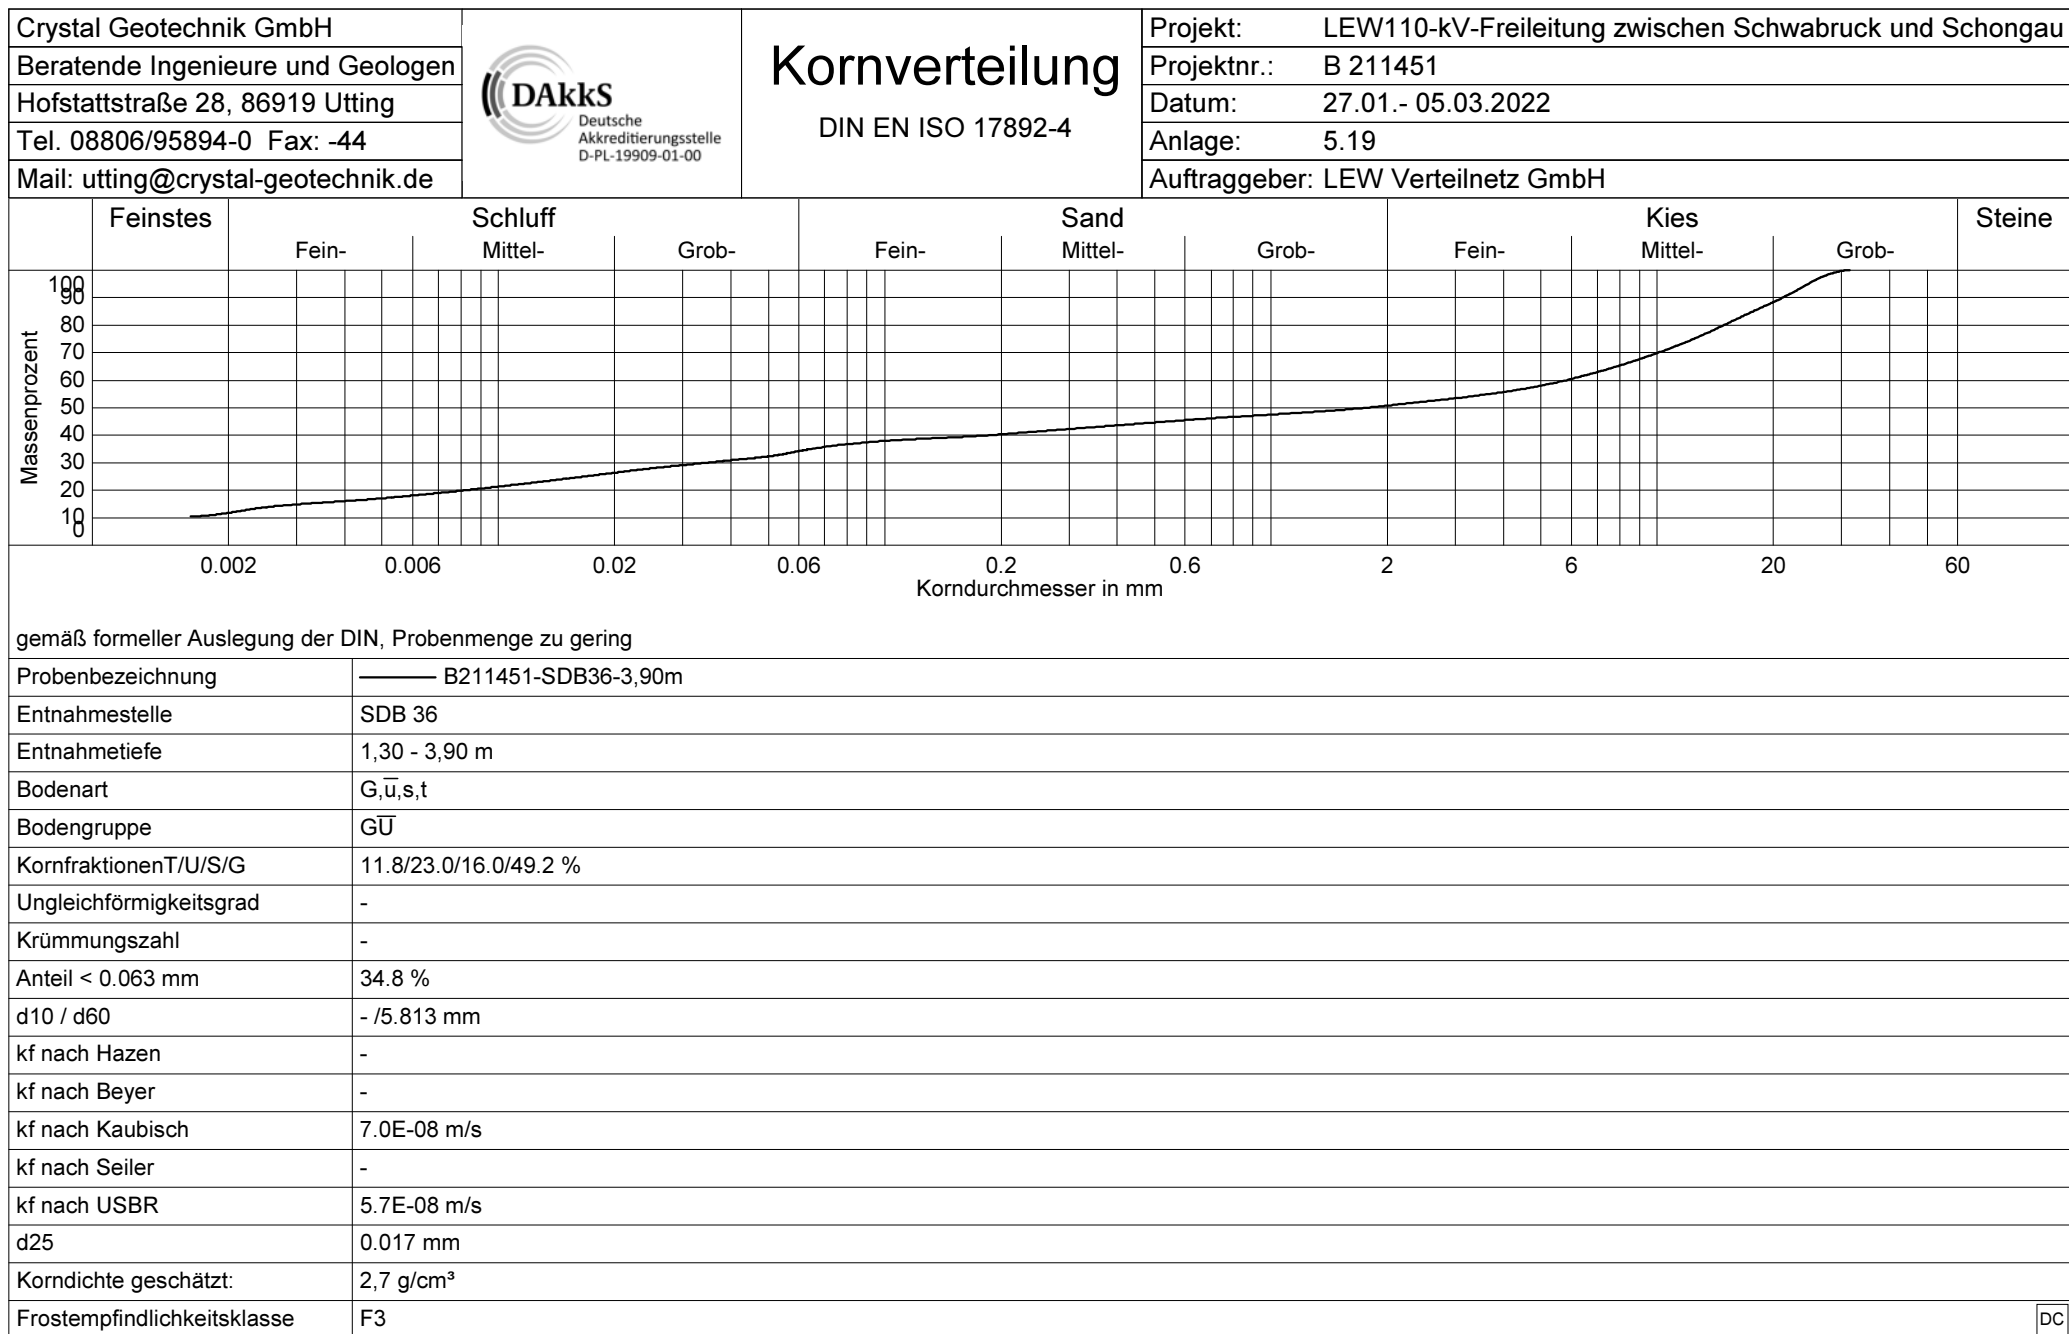 Crystal Geotechnik GmbH
Beratende Ingenieure und Geologen
Hofstattstraße 28, 86919 Utting
Tel. 08806/95894-0 Fax: -44
Mail: utting@crystal-geotechnik.de
DAkkS
Deutsche
Akkreditierungsstelle
D-PL-19909-01-00
Kornverteilung
DIN EN ISO 17892-4
Projekt: LEW110-kV-Freileitung zwischen Schwabruck und Schongau
Projektnr.: B 211451
Datum: 27.01.- 05.03.2022
Anlage: 5.19
Auftraggeber: LEW Verteilnetz GmbH
Feinstes Schluff Sand Kies Steine
Fein- Mittel- Grob- Fein- Mittel- Grob- Fein- Mittel- Grob-
Massenprozent
100
90
80
70
60
50
40
30
20
10
0
0.002 0.006 0.02 0.06 0.2 0.6 2 6 20 60
Korndurchmesser in mm
gemäß formeller Auslegung der DIN, Probenmenge zu gering
Probenbezeichnung B211451-SDB36-3,90m
Entnahmestelle SDB 36
Entnahmetiefe 1,30 - 3,90 m
Bodenart G,u̅,s,t
Bodengruppe GU̅
KornfraktionenT/U/S/G 11.8/23.0/16.0/49.2 %
Ungleichförmigkeitsgrad -
Krümmungszahl -
Anteil < 0.063 mm 34.8 %
d10 / d60 - /5.813 mm
kf nach Hazen -
kf nach Beyer -
kf nach Kaubisch 7.0E-08 m/s
kf nach Seiler -
kf nach USBR 5.7E-08 m/s
d25 0.017 mm
Korndichte geschätzt: 2,7 g/cm³
Frostempfindlichkeitsklasse F3
DC